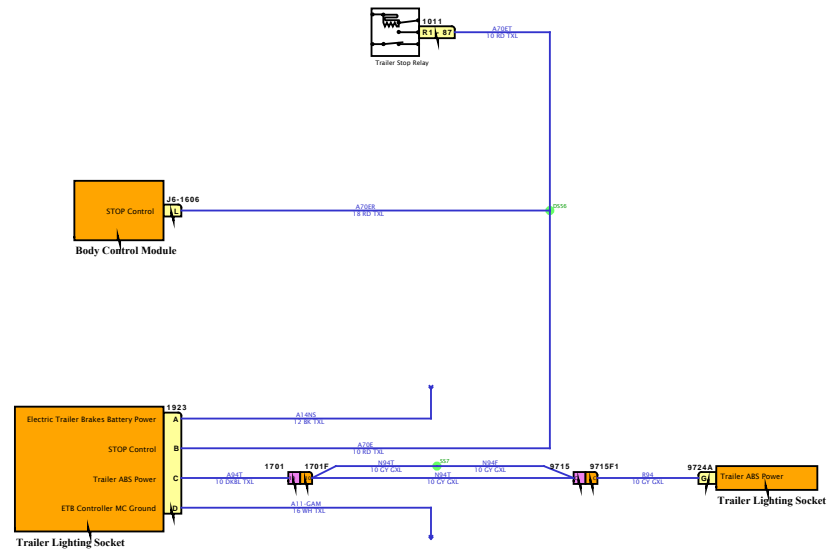 1011
R1 - 87
A70ET
10 RD TXL
Trailer Stop Relay
J6-1606
STOP Control
L
A70ER
18 RD TXL
Body Control Module
1923
Electric Trailer Brakes Battery Power
A
A14NS
12 BK TXL
STOP Control
B
A70E
10 RD TXL
Trailer ABS Power
C
A94T
10 DKBL TXL
1701
1701F
N94T
10 GY GXL
S57
N94F
10 GY GXL
N94T
10 GY GXL
9715
9715F1
R94
10 GY GXL
9724A
G
Trailer ABS Power
Trailer Lighting Socket
ETB Controller MC Ground
D
A11-GAM
16 WH TXL
Trailer Lighting Socket